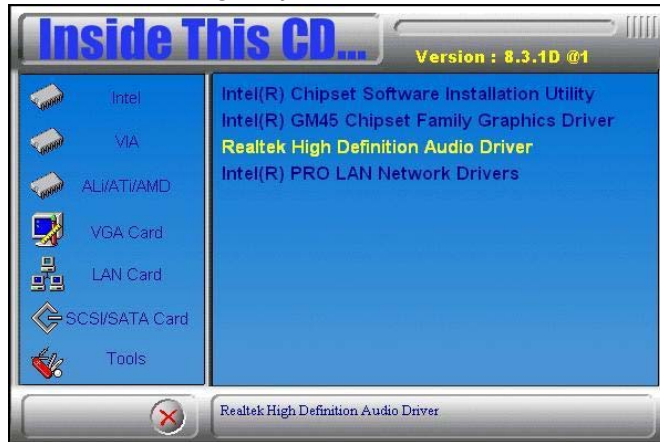 Inside This CD...
Version : 8.3.1D @1
Intel
VIA
ALi/ATi/AMD
VGA Card
LAN Card
SCSI/SATA Card
Tools
Intel(R) Chipset Software Installation Utility
Intel(R) GM45 Chipset Family Graphics Driver
Realtek High Definition Audio Driver
Intel(R) PRO LAN Network Drivers
Realtek High Definition Audio Driver